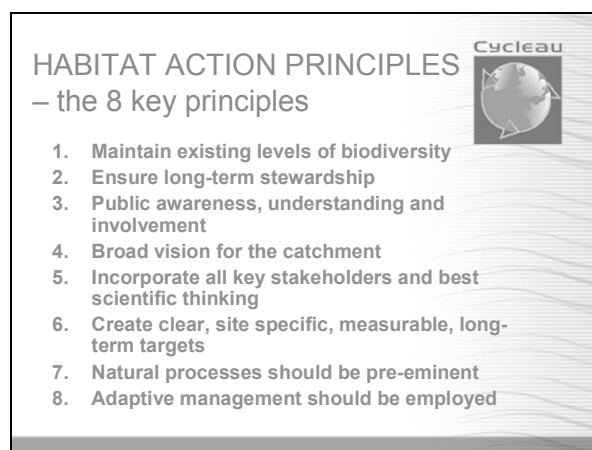 Cycleau
HABITAT ACTION PRINCIPLES
– the 8 key principles
1. Maintain existing levels of biodiversity
2. Ensure long-term stewardship
3. Public awareness, understanding and
involvement
4. Broad vision for the catchment
5. Incorporate all key stakeholders and best
scientific thinking
6. Create clear, site specific, measurable, long-
term targets
7. Natural processes should be pre-eminent
8. Adaptive management should be employed